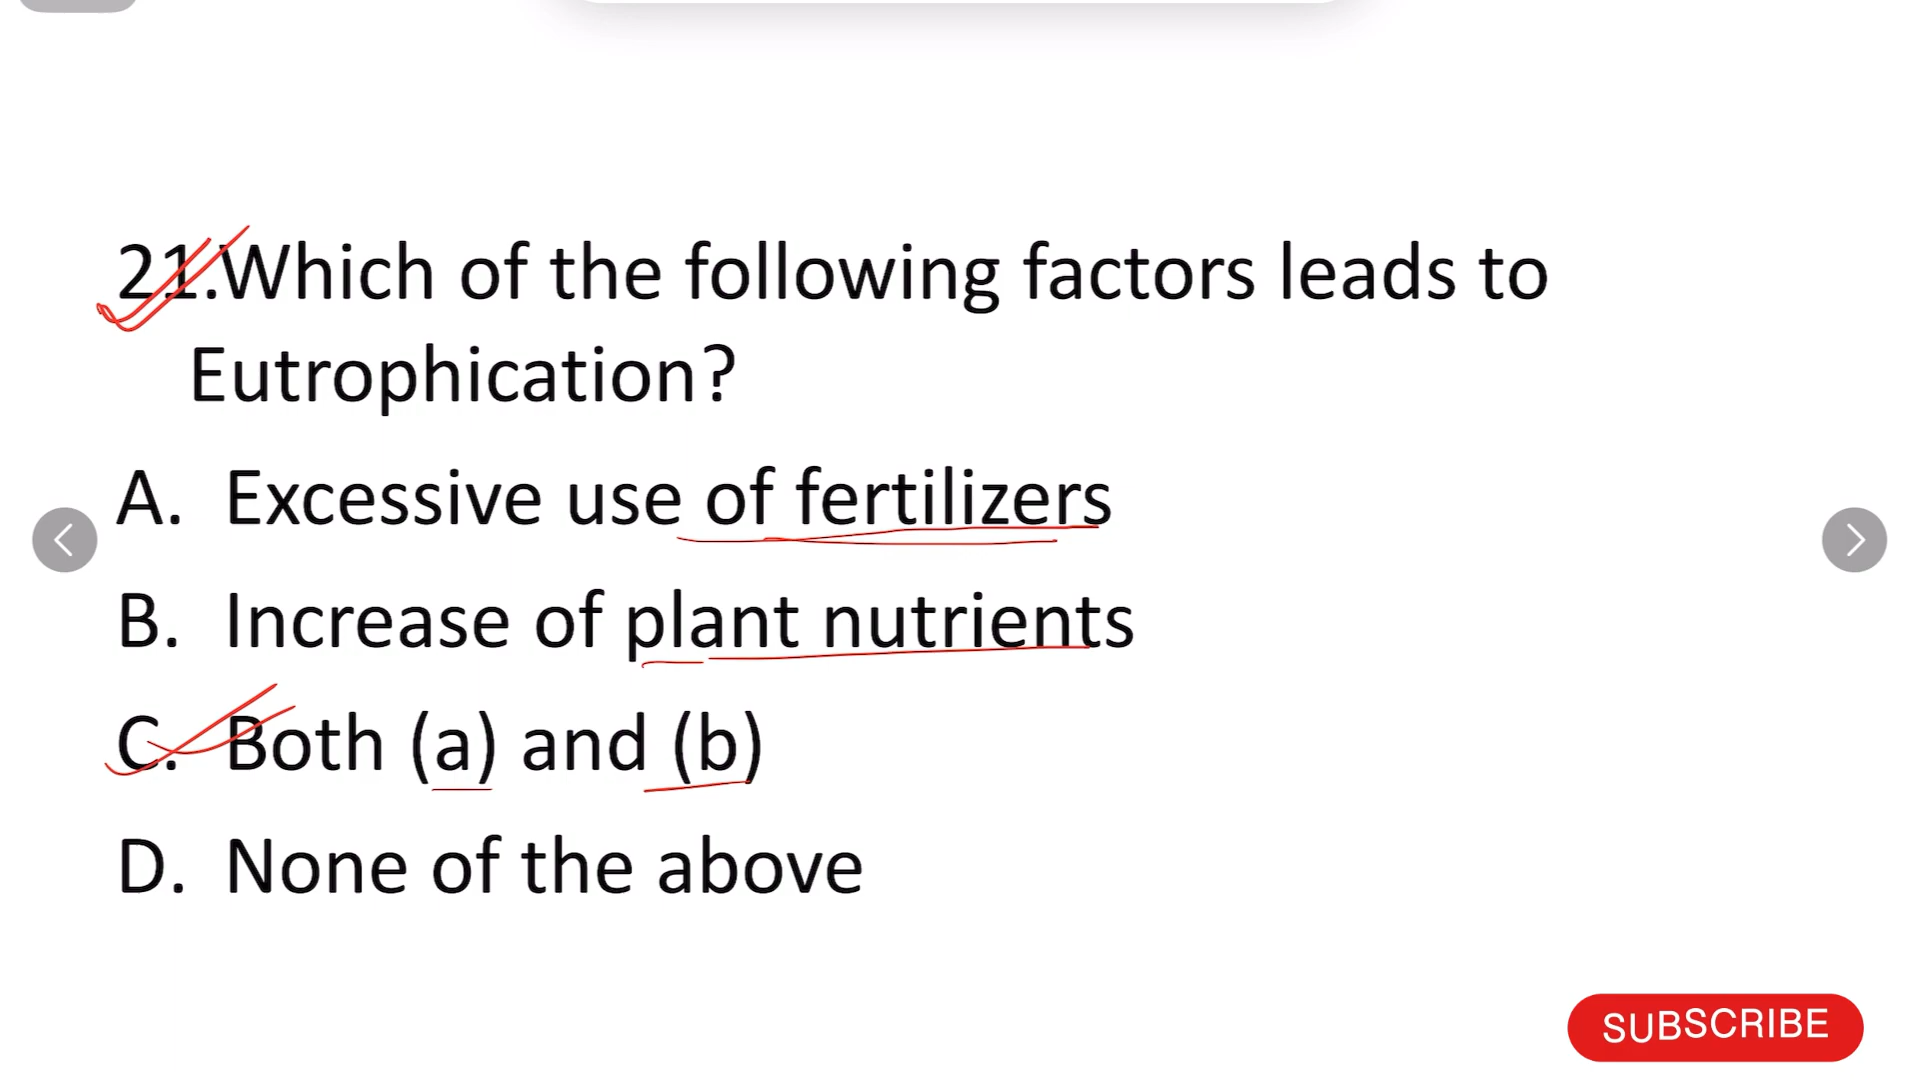 21.Which of the following factors leads to
Eutrophication?
A. Excessive use of fertilizers
B. Increase of plant nutrients
C. Both (a) and (b)
D. None of the above
SUBSCRIBE